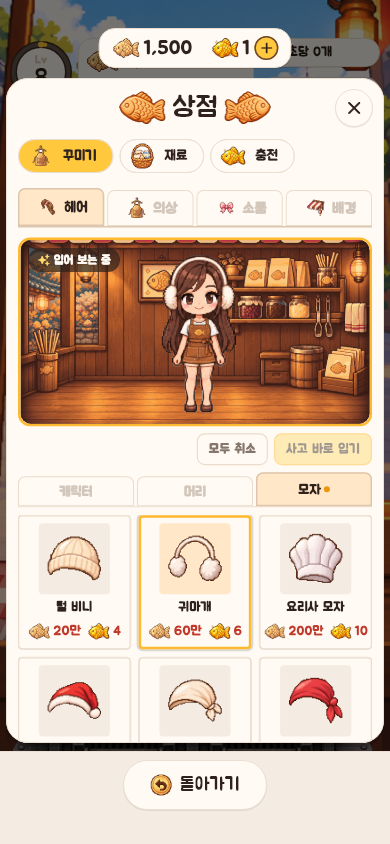 1,500 1
Lv
8
초당 0개
상점
꾸미기 재료 충전
헤어 의상 소품 배경
입어 보는 중
모두 취소 사고 바로 입기
캐릭터 머리 모자
털 비니 귀마개 요리사 모자
20만 4 60만 6 200만 10
돌아가기